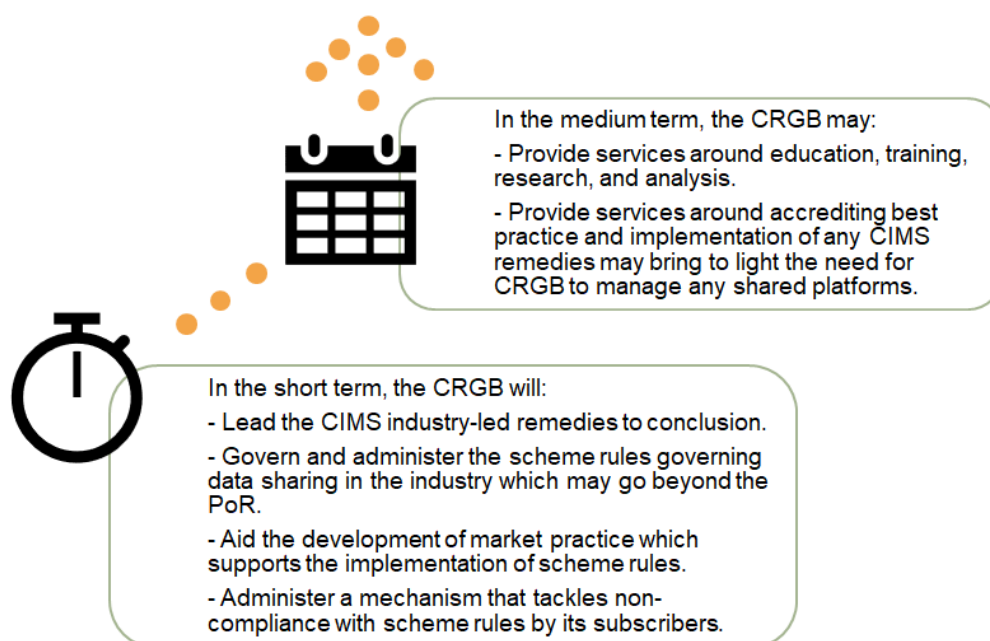 In the medium term, the CRGB may:
- Provide services around education, training,
research, and analysis.
- Provide services around accrediting best
practice and implementation of any CIMS
remedies may bring to light the need for
CRGB to manage any shared platforms.
In the short term, the CRGB will:
- Lead the CIMS industry-led remedies to conclusion.
- Govern and administer the scheme rules governing
data sharing in the industry which may go beyond the
PoR.
- Aid the development of market practice which
supports the implementation of scheme rules.
- Administer a mechanism that tackles non-
compliance with scheme rules by its subscribers.